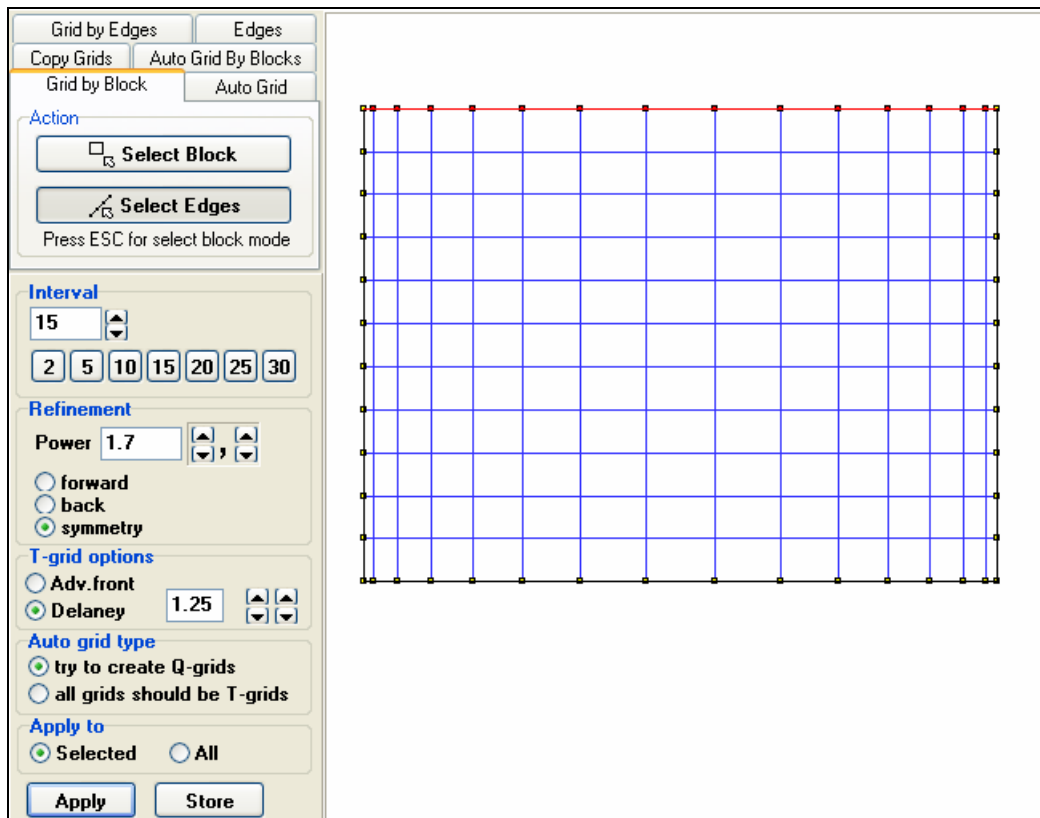 Grid by Edges Edges
Copy Grids Auto Grid By Blocks
Grid by Block Auto Grid
Action
Select Block
Select Edges
Press ESC for select block mode
Interval
15
2 5 10 15 20 25 30
Refinement
Power 1.7 ,
forward
back
symmetry
T-grid options
Adv.front
Delaney 1.25
Auto grid type
try to create Q-grids
all grids should be T-grids
Apply to
Selected All
Apply Store